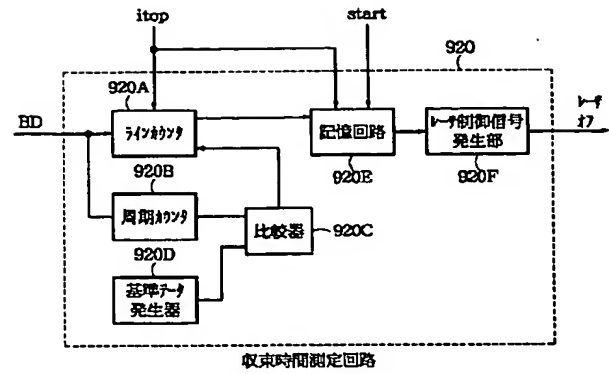 itop
start
920
920A
BD
ラインカウンタ
記憶回路
レーザ制御信号
発生部
レーザ
オフ
920E
920F
920B
周期カウンタ
比較器
920C
920D
基準データ
発生器
収束時間測定回路